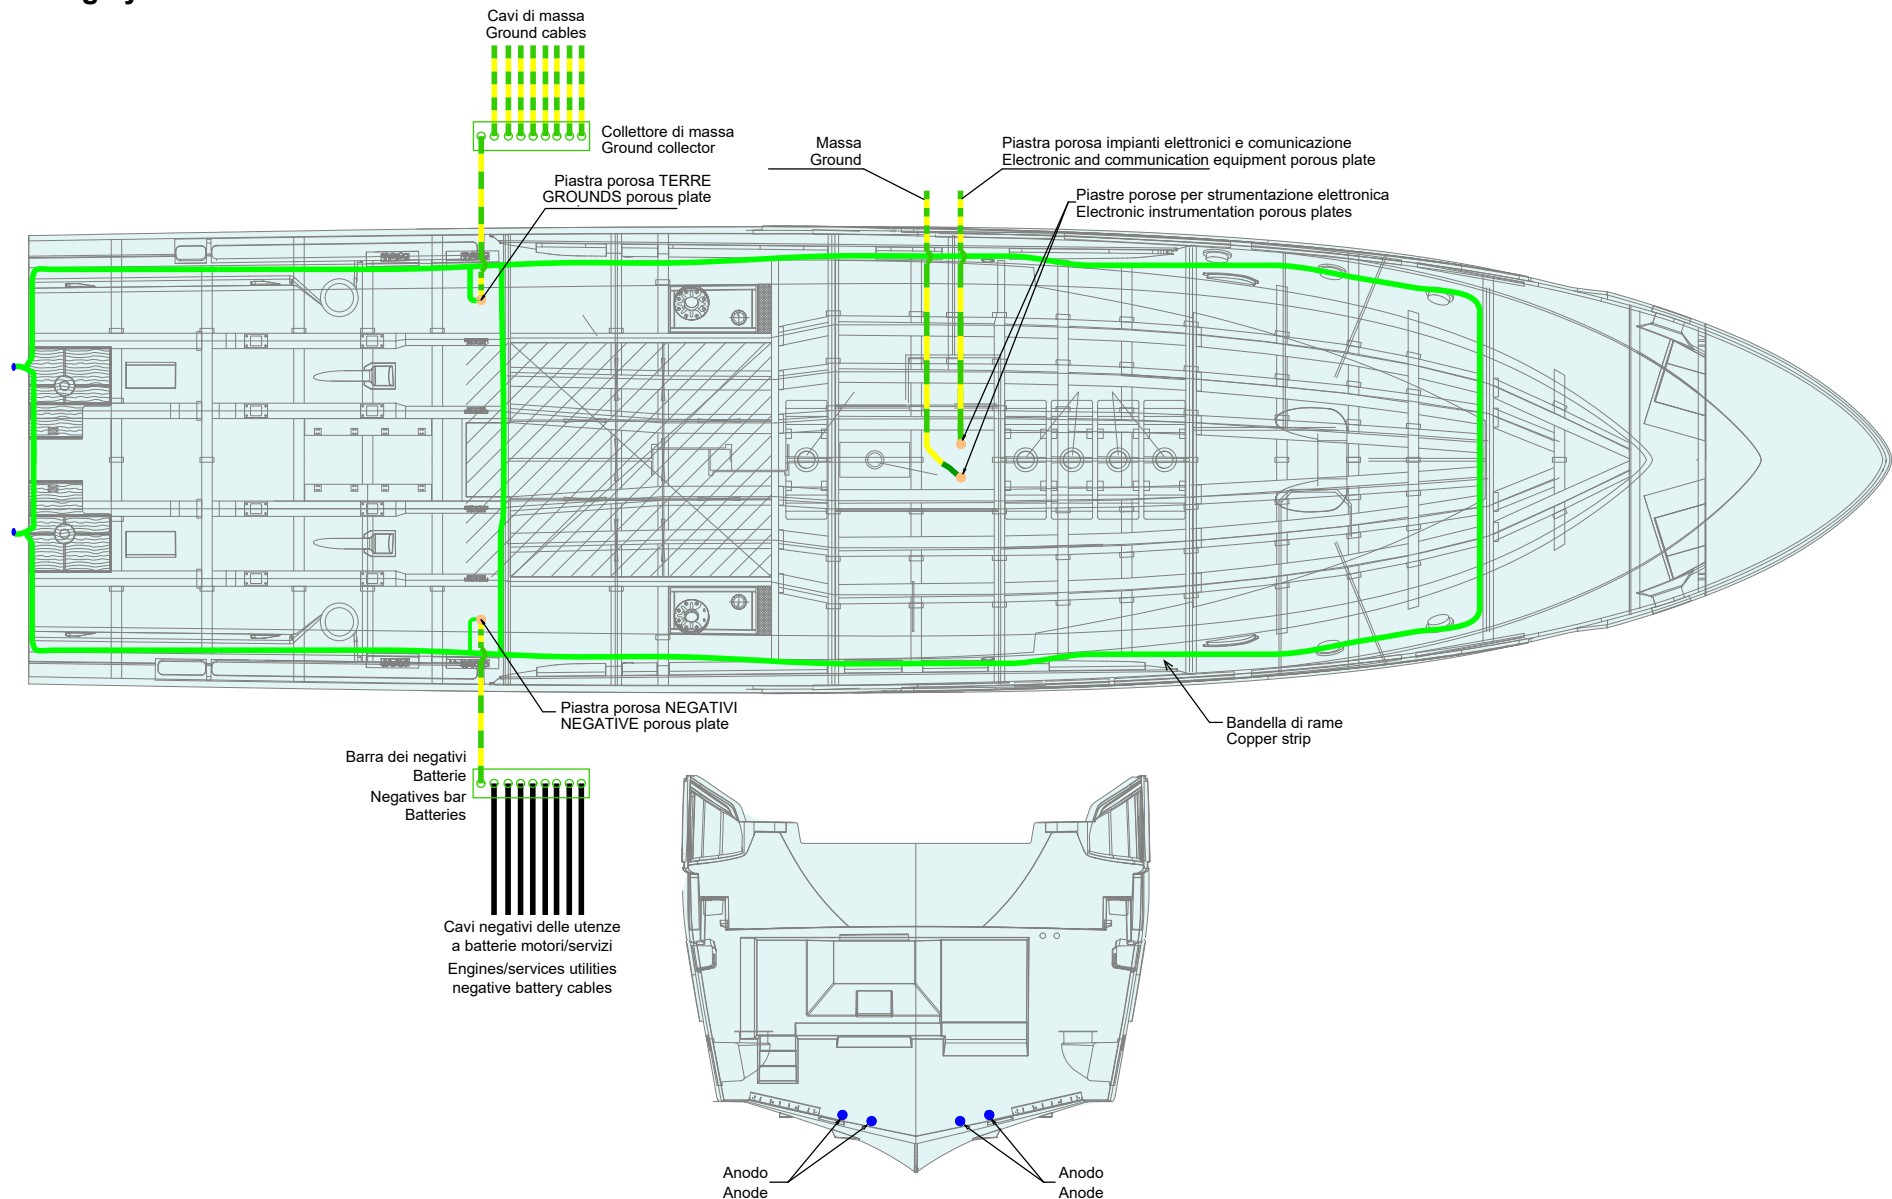 Cavi di massa
Ground cables
Collettore di massa
Ground collector
Massa
Ground
Piastra porosa impianti elettronici e comunicazione
Electronic and communication equipment porous plate
Piastra porosa TERRE
GROUNDS porous plate
Piastre porose per strumentazione elettronica
Electronic instrumentation porous plates
Piastra porosa NEGATIVI
NEGATIVE porous plate
Bandella di rame
Copper strip
Barra dei negativi
Batterie
Negatives bar
Batteries
Cavi negativi delle utenze
a batterie motori/servizi
Engines/services utilities
negative battery cables
Anodo
Anode
Anodo
Anode